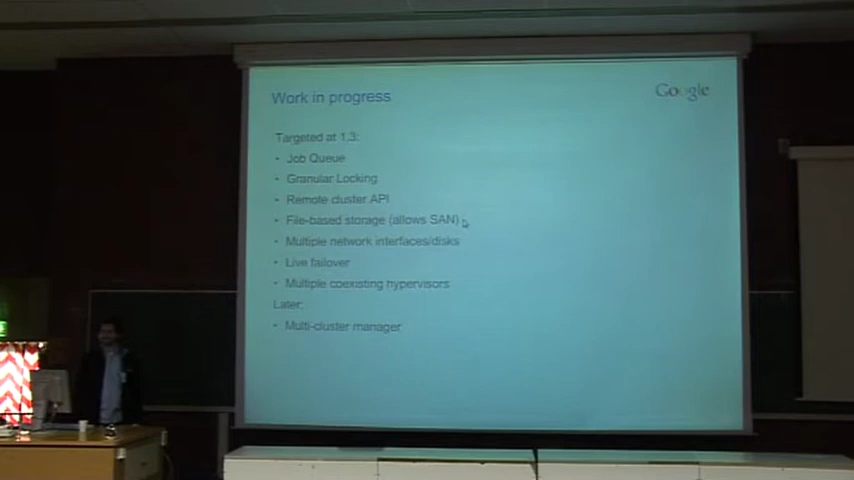 Work in progress
Google
Targeted at 1.3:
• Job Queue
• Granular Locking
• Remote cluster API
• File-based storage (allows SAN)
• Multiple network interfaces/disks
• Live failover
• Multiple coexisting hypervisors
Later:
• Multi-cluster manager